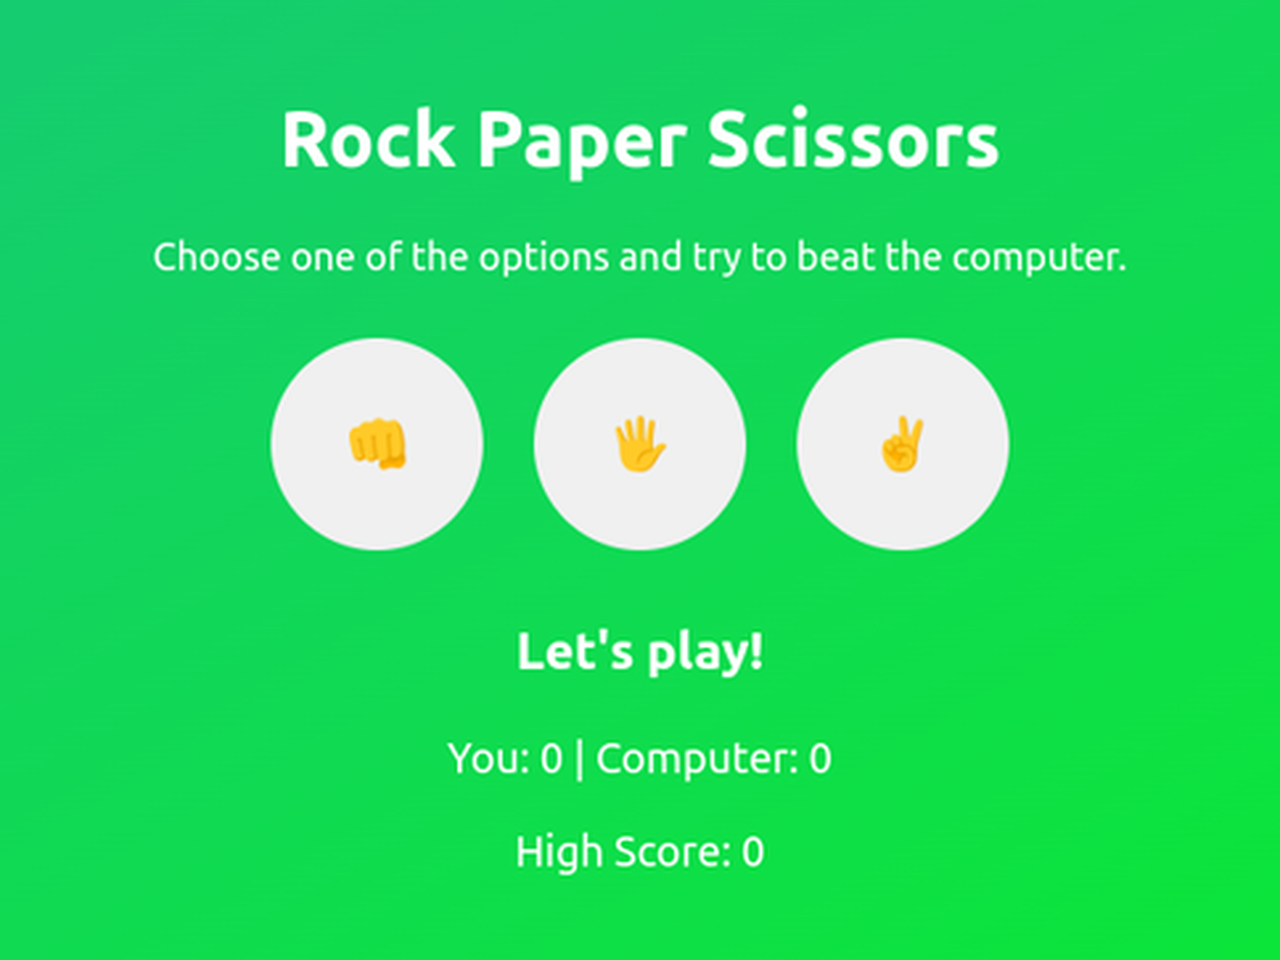 Rock Paper Scissors
Choose one of the options and try to beat the computer.
Let's play!
You: 0 | Computer: 0
High Score: 0